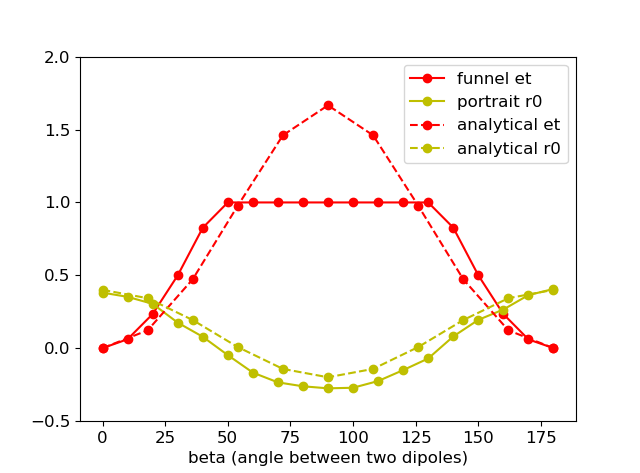 2.0
1.5
1.0
0.5
0.0
−0.5
funnel et
portrait r0
analytical et
analytical r0
0 25 50 75 100 125 150 175
beta (angle between two dipoles)